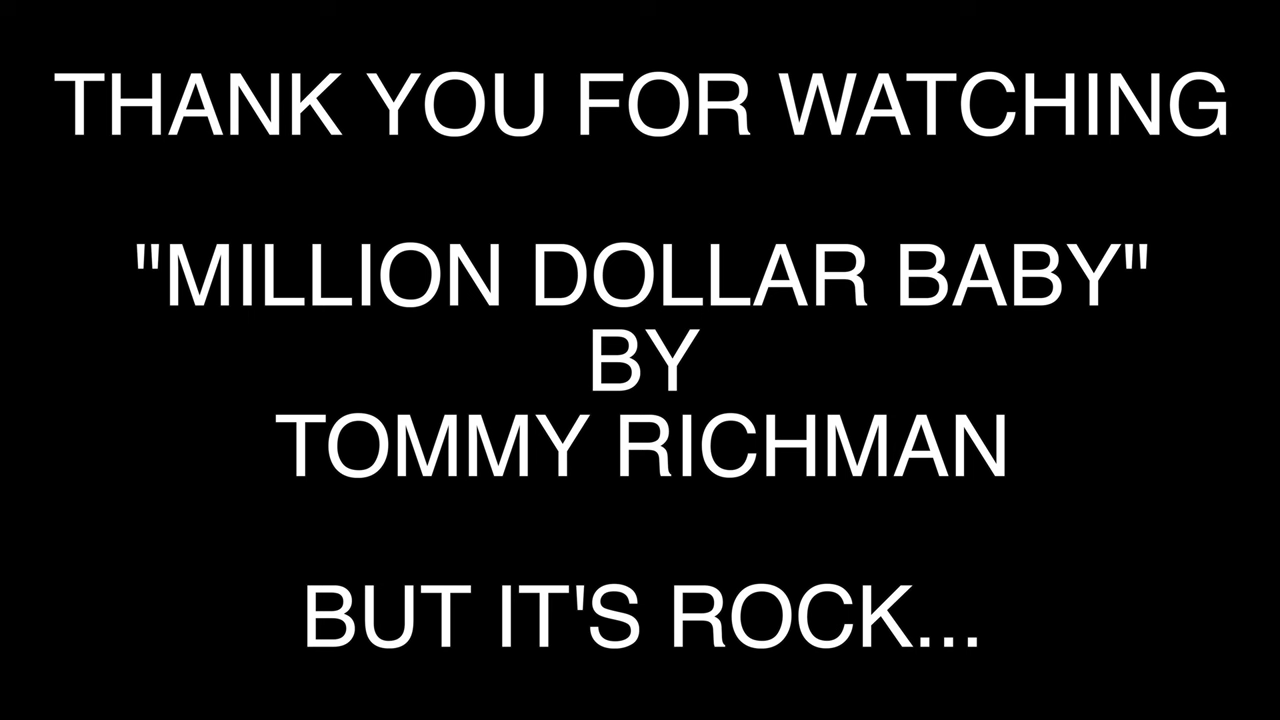 THANK YOU FOR WATCHING
"MILLION DOLLAR BABY"
BY
TOMMY RICHMAN
BUT IT'S ROCK...